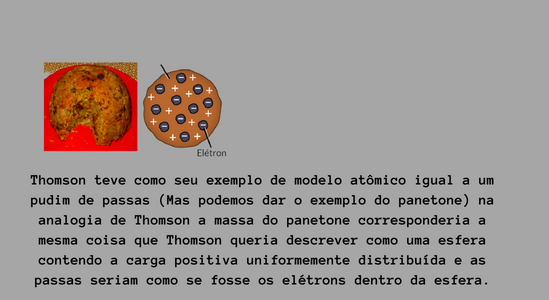 Elétron
Thomson teve como seu exemplo de modelo atômico igual a um
pudim de passas (Mas podemos dar o exemplo do panetone) na
analogia de Thomson a massa do panetone corresponderia a
mesma coisa que Thomson queria descrever como uma esfera
contendo a carga positiva uniformemente distribuída e as
passas seriam como se fosse os elétrons dentro da esfera.